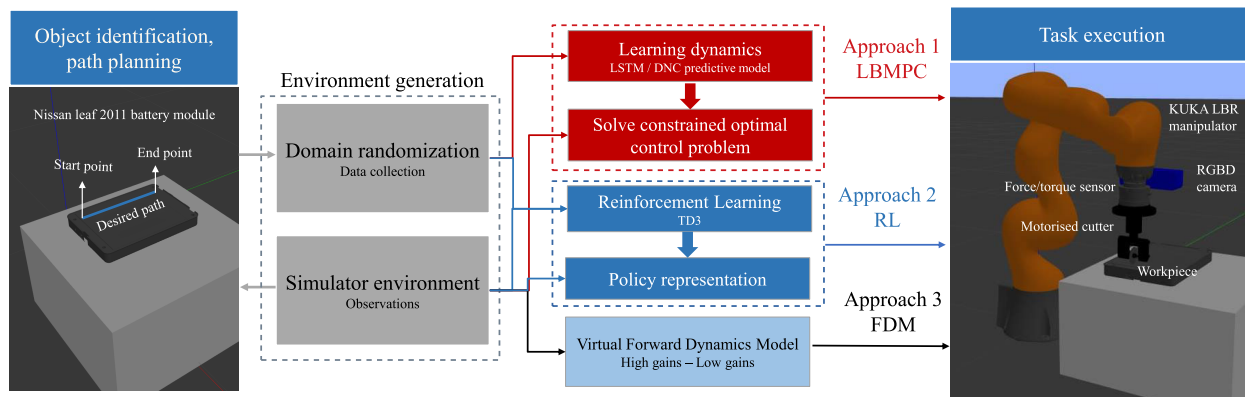 Object identification,
path planning
Nissan leaf 2011 battery module
Start point
End point
Desired path
Environment generation
Domain randomization
Data collection
Simulator environment
Observations
Learning dynamics
LSTM / DNC predictive model
Solve constrained optimal
control problem
Reinforcement Learning
TD3
Policy representation
Virtual Forward Dynamics Model
High gains – Low gains
Approach 1
LBMPC
Approach 2
RL
Approach 3
FDM
Task execution
KUKA LBR
manipulator
RGBD
camera
Force/torque sensor
Motorised cutter
Workpiece